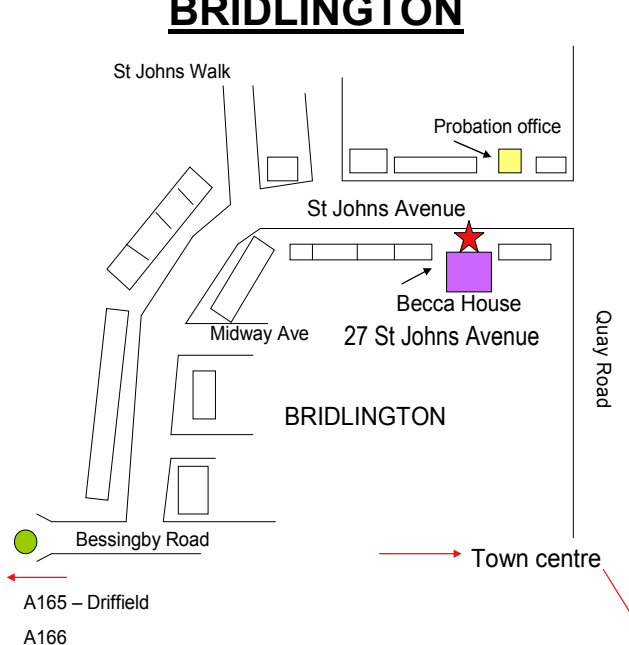 BRIDLINGTON
St Johns Walk
Probation office
St Johns Avenue
Becca House
27 St Johns Avenue
Midway Ave
Quay Road
BRIDLINGTON
Bessingby Road
Town centre
A165 – Driffield
A166